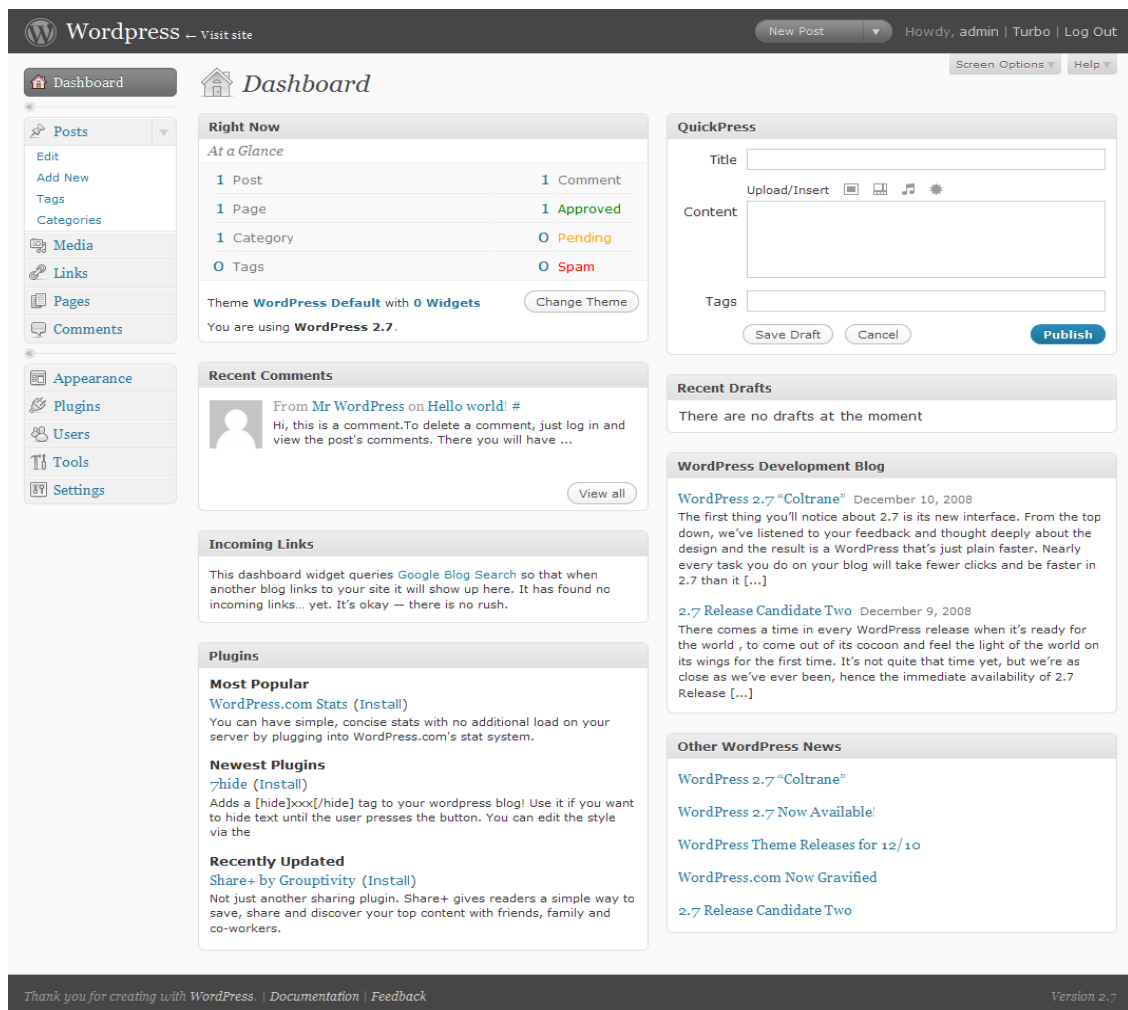 Wordpress ← Visit site
New Post
Howdy, admin | Turbo | Log Out
Screen Options
Help
Dashboard
Posts
Edit
Add New
Tags
Categories
Media
Links
Pages
Comments
Appearance
Plugins
Users
Tools
Settings
Dashboard
Right Now
At a Glance
1 Post
1 Comment
1 Page
1 Approved
1 Category
0 Pending
0 Tags
0 Spam
Theme WordPress Default with 0 Widgets
Change Theme
You are using WordPress 2.7.
Recent Comments
From Mr WordPress on Hello world! #
Hi, this is a comment.To delete a comment, just log in and
view the post's comments. There you will have ...
View all
Incoming Links
This dashboard widget queries Google Blog Search so that when
another blog links to your site it will show up here. It has found no
incoming links… yet. It’s okay — there is no rush.
Plugins
Most Popular
WordPress.com Stats (Install)
You can have simple, concise stats with no additional load on your
server by plugging into WordPress.com's stat system.
Newest Plugins
7hide (Install)
Adds a [hide]xxx[/hide] tag to your wordpress blog! Use it if you want
to hide text until the user presses the button. You can edit the style
via the
Recently Updated
Share+ by Grouptivity (Install)
Not just another sharing plugin. Share+ gives readers a simple way to
save, share and discover your top content with friends, family and
co-workers.
QuickPress
Title
Upload/Insert
Content
Tags
Save Draft
Cancel
Publish
Recent Drafts
There are no drafts at the moment
WordPress Development Blog
WordPress 2.7 “Coltrane” December 10, 2008
The first thing you’ll notice about 2.7 is its new interface. From the top
down, we’ve listened to your feedback and thought deeply about the
design and the result is a WordPress that’s just plain faster. Nearly
every task you do on your blog will take fewer clicks and be faster in
2.7 than it [...]
2.7 Release Candidate Two December 9, 2008
There comes a time in every WordPress release when it’s ready for
the world , to come out of its cocoon and feel the light of the world on
its wings for the first time. It’s not quite that time yet, but we’re as
close as we’ve ever been, hence the immediate availability of 2.7
Release [...]
Other WordPress News
WordPress 2.7 “Coltrane”
WordPress 2.7 Now Available!
WordPress Theme Releases for 12/10
WordPress.com Now Gravified
2.7 Release Candidate Two
Thank you for creating with WordPress. | Documentation | Feedback
Version 2.7